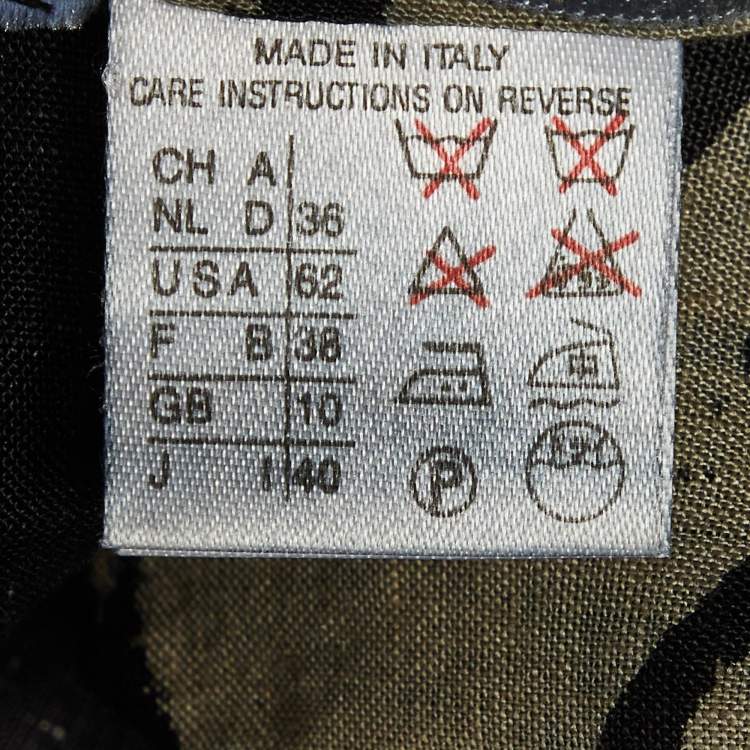 MADE IN ITALY
CARE INSTRUCTIONS ON REVERSE
CH A
NL D 36
USA 62
F B 38
GB 10
J I 40
P